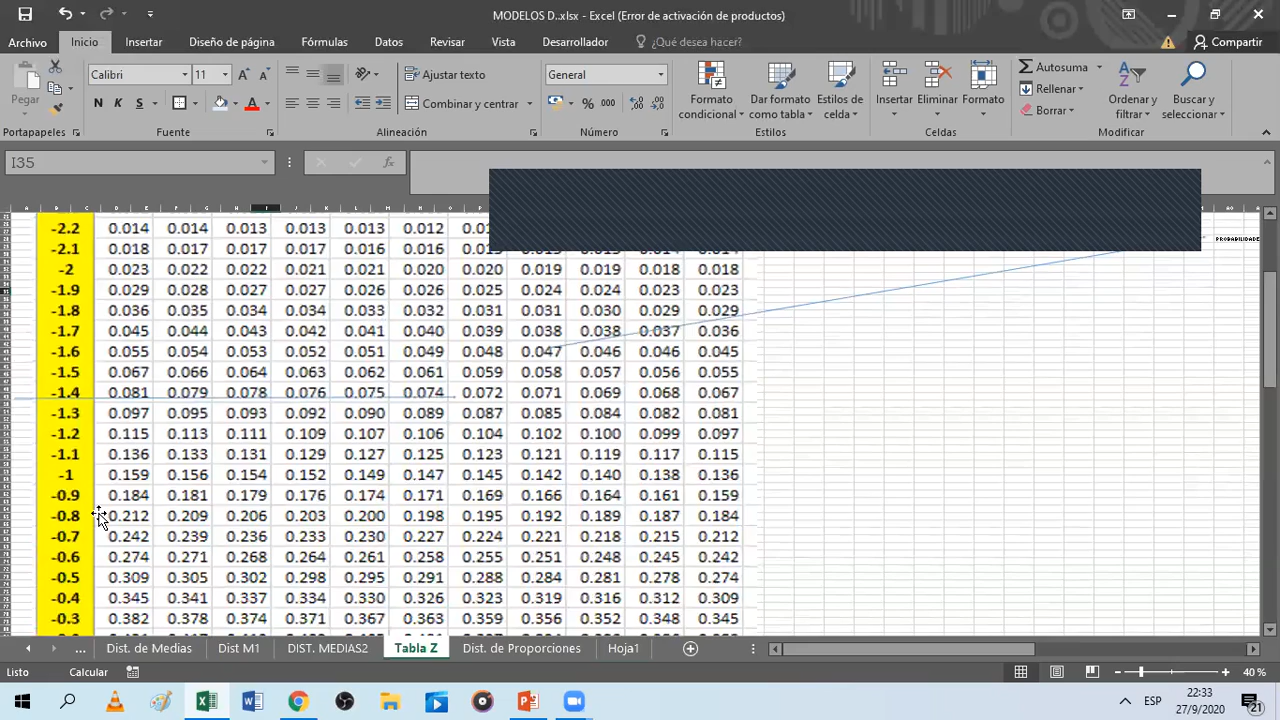 MODELOS D..xlsx - Excel (Error de activación de productos)
Archivo Inicio Insertar Diseño de página Fórmulas Datos Revisar Vista Desarrollador ¿Qué desea hacer? Compartir
Pegar Calibri 11 Ajustar texto General Autosuma
N K S Combinar y centrar % 000 Formato condicional Dar formato como tabla Estilos de celda Insertar Eliminar Formato Rellenar Borrar Ordenar y filtrar Buscar y seleccionar
Portapapeles Fuente Alineación Número Estilos Celdas Modificar
I35 fx
-2.2 0.014 0.014 0.013 0.013 0.013 0.012
-2.1 0.018 0.017 0.017 0.017 0.016 0.016
PROBABILIDADE
-2 0.023 0.022 0.022 0.021 0.021 0.020 0.020 0.019 0.019 0.018 0.018
-1.9 0.029 0.028 0.027 0.027 0.026 0.026 0.025 0.024 0.024 0.023 0.023
-1.8 0.036 0.035 0.034 0.034 0.033 0.032 0.031 0.031 0.030 0.029 0.029
-1.7 0.045 0.044 0.043 0.042 0.041 0.040 0.039 0.038 0.038 0.037 0.036
-1.6 0.055 0.054 0.053 0.052 0.051 0.049 0.048 0.047 0.046 0.046 0.045
-1.5 0.067 0.066 0.064 0.063 0.062 0.061 0.059 0.058 0.057 0.056 0.055
-1.4 0.081 0.079 0.078 0.076 0.075 0.074 0.072 0.071 0.069 0.068 0.067
-1.3 0.097 0.095 0.093 0.092 0.090 0.089 0.087 0.085 0.084 0.082 0.081
-1.2 0.115 0.113 0.111 0.109 0.107 0.106 0.104 0.102 0.100 0.099 0.097
-1.1 0.136 0.133 0.131 0.129 0.127 0.125 0.123 0.121 0.119 0.117 0.115
-1 0.159 0.156 0.154 0.152 0.149 0.147 0.145 0.142 0.140 0.138 0.136
-0.9 0.184 0.181 0.179 0.176 0.174 0.171 0.169 0.166 0.164 0.161 0.159
-0.8 0.212 0.209 0.206 0.203 0.200 0.198 0.195 0.192 0.189 0.187 0.184
-0.7 0.242 0.239 0.236 0.233 0.230 0.227 0.224 0.221 0.218 0.215 0.212
-0.6 0.274 0.271 0.268 0.264 0.261 0.258 0.255 0.251 0.248 0.245 0.242
-0.5 0.309 0.305 0.302 0.298 0.295 0.291 0.288 0.284 0.281 0.278 0.274
-0.4 0.345 0.341 0.337 0.334 0.330 0.326 0.323 0.319 0.316 0.312 0.309
-0.3 0.382 0.378 0.374 0.371 0.367 0.363 0.359 0.356 0.352 0.348 0.345
... Dist. de Medias Dist M1 DIST. MEDIAS2 Tabla Z Dist. de Proporciones Hoja1
Listo Calcular 40 %
ESP 22:33
27/9/2020 21